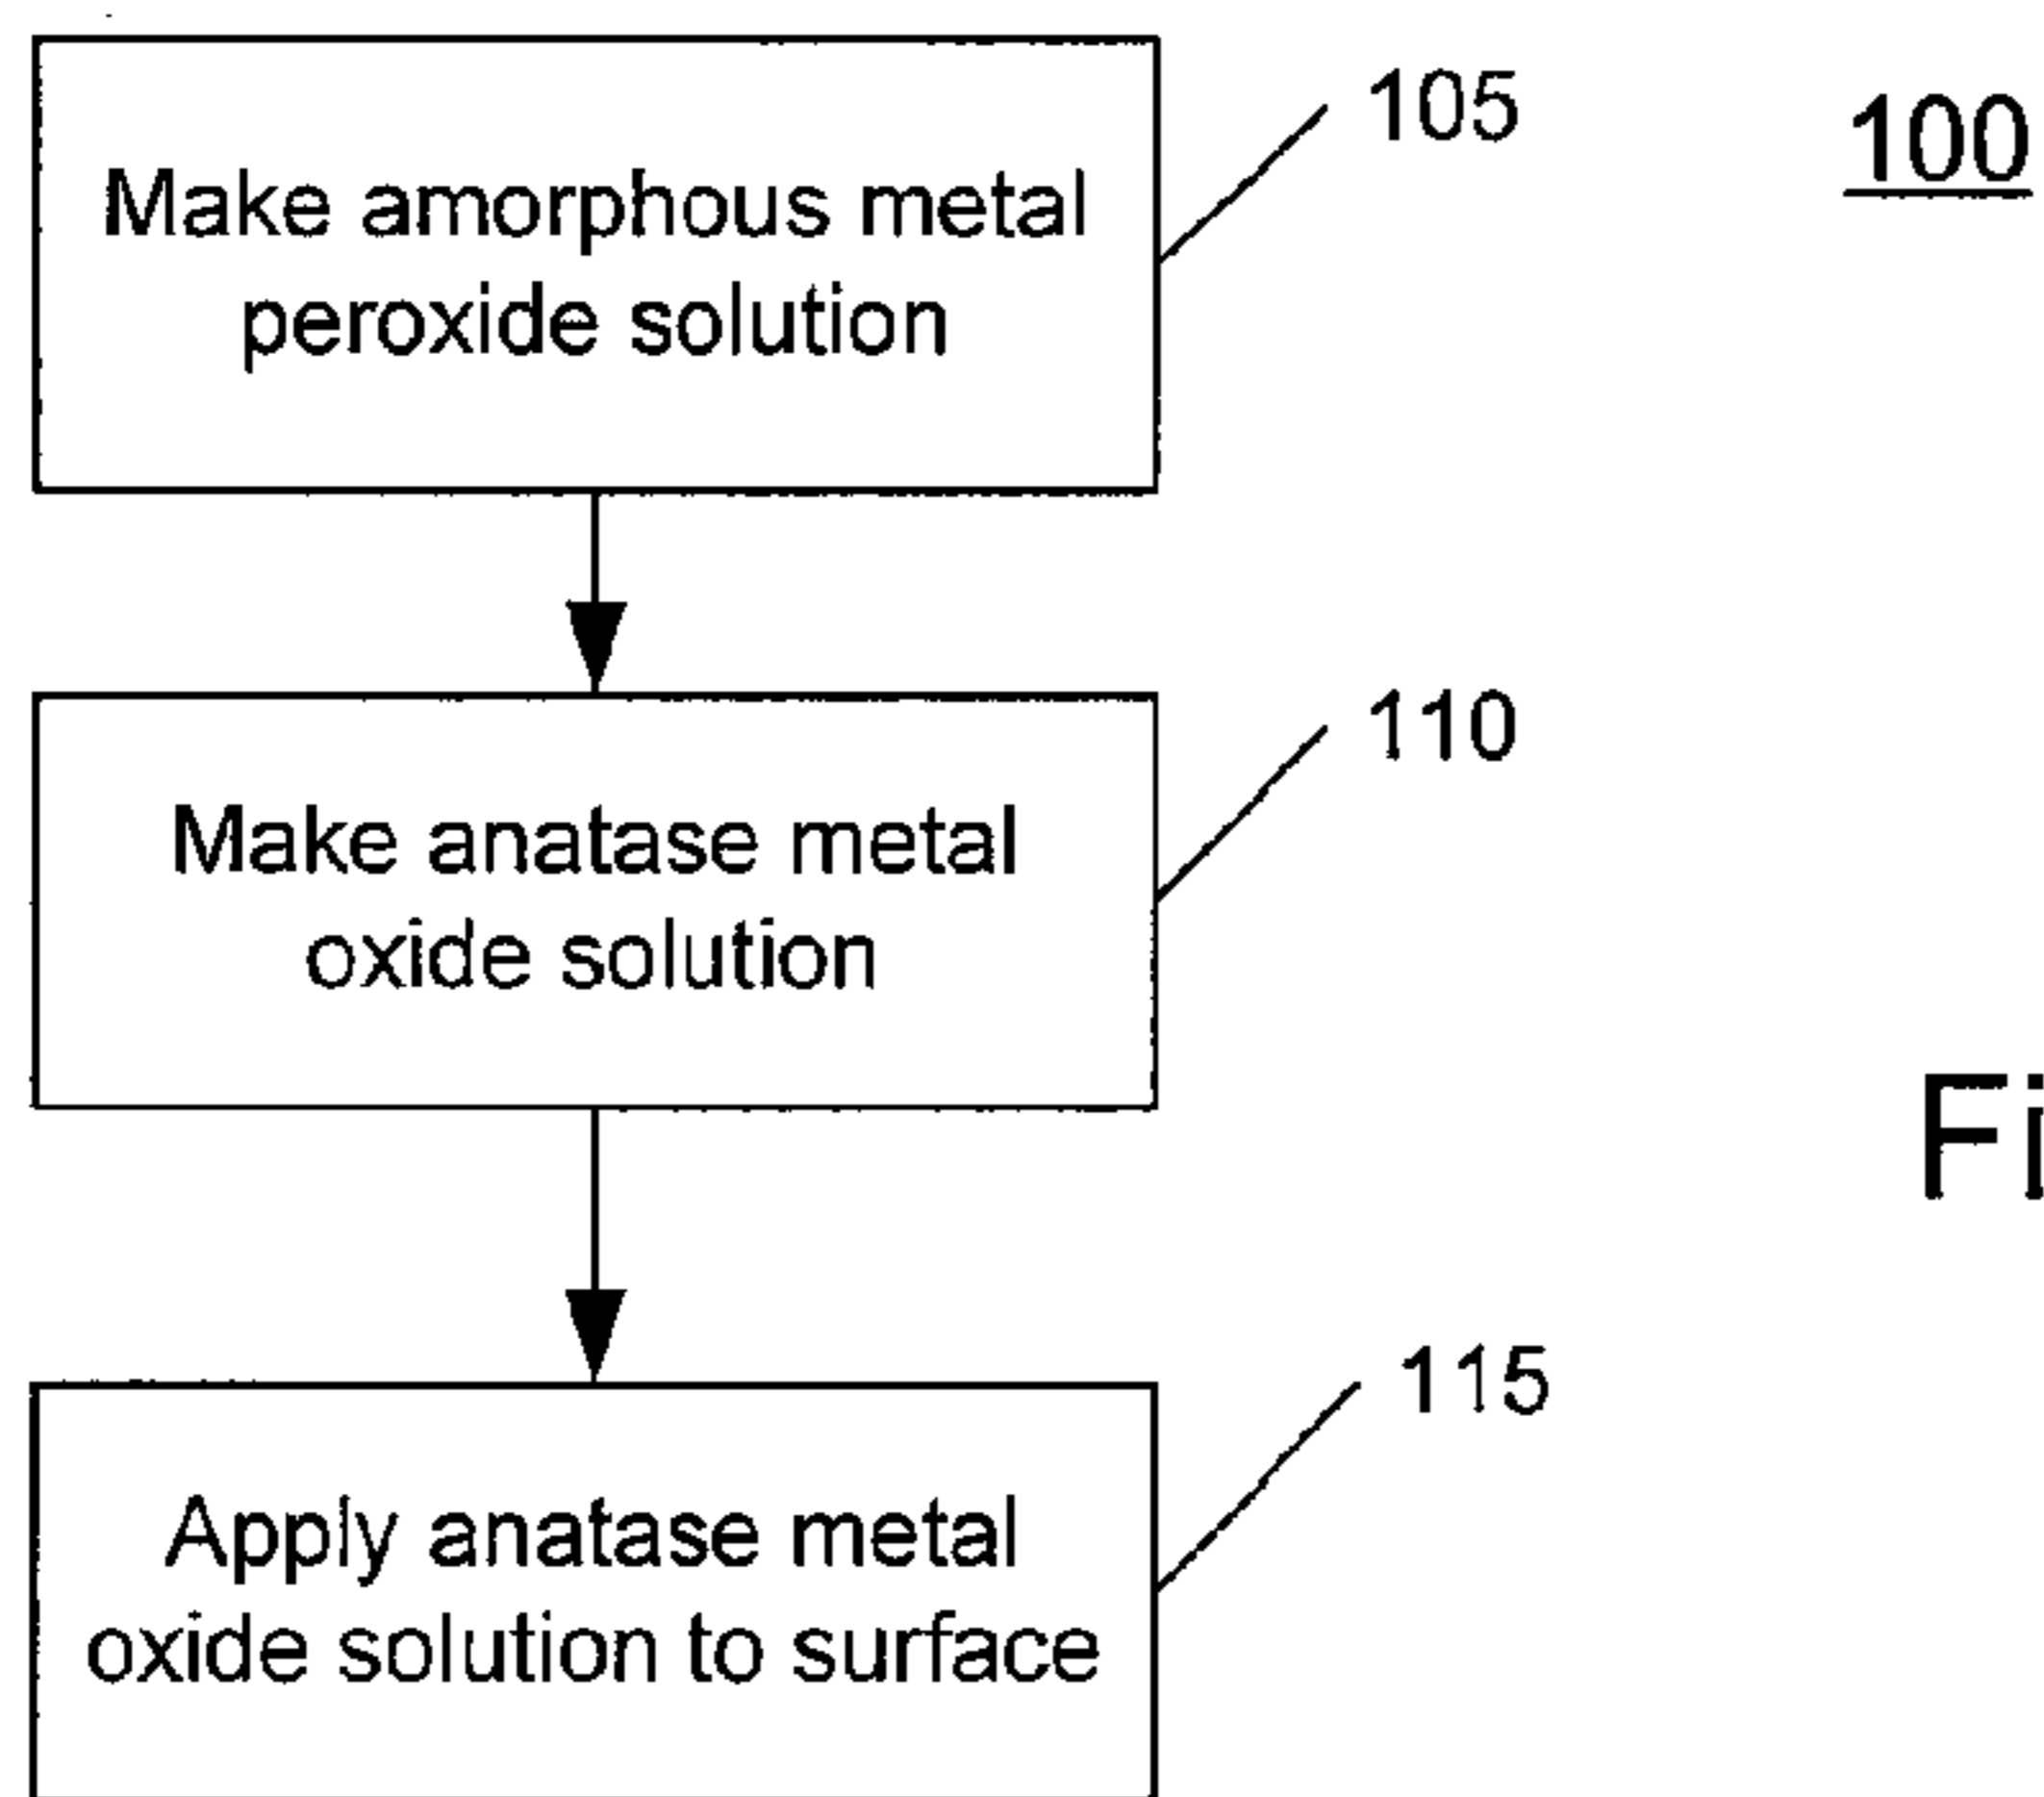 105
100
Make amorphous metal
peroxide solution
110
Make anatase metal
oxide solution
Fi
115
Apply anatase metal
oxide solution to surface